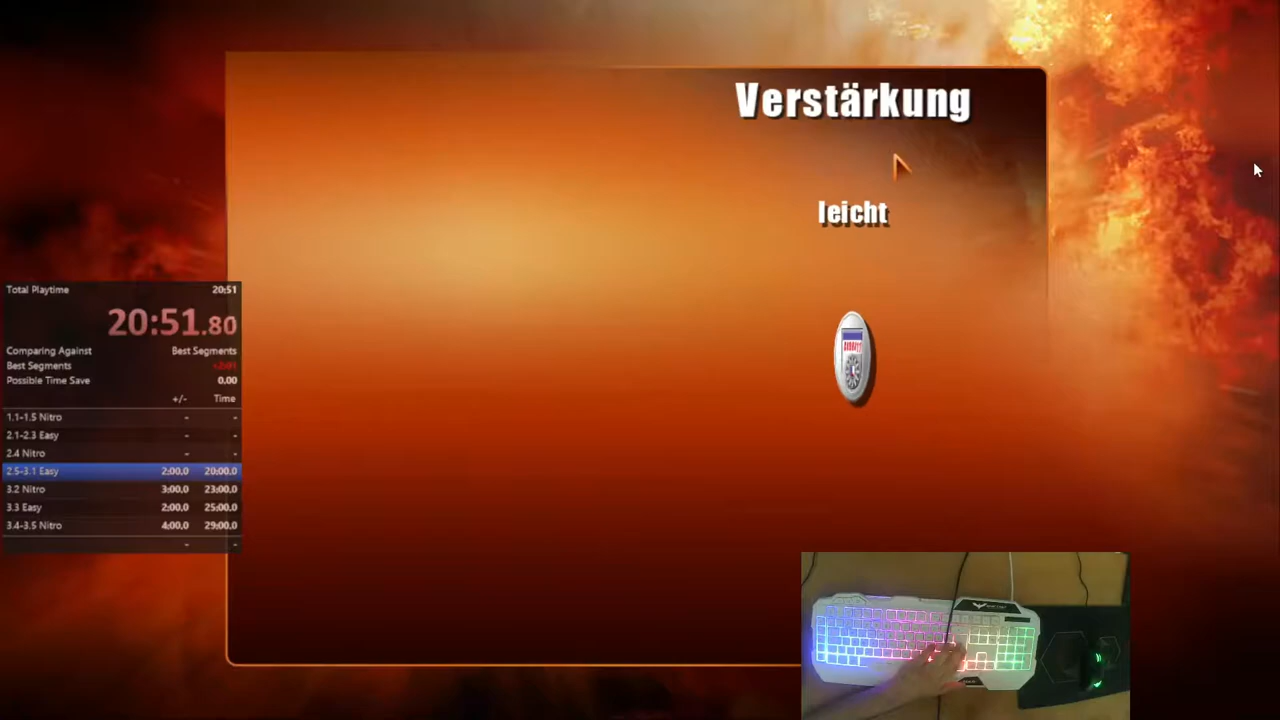 Verstärkung
leicht
Total Playtime 20:51
20:51.80
Comparing Against Best Segments
Best Segments
Possible Time Save 0.00
+/- Time
1.1-1.5 Nitro - -
2.1-2.3 Easy - -
2.4 Nitro - -
2.5-3.1 Easy 2:00.0 20:00.0
3.2 Nitro 3:00.0 23:00.0
3.3 Easy 2:00.0 25:00.0
3.4-3.5 Nitro 4:00.0 29:00.0
- -